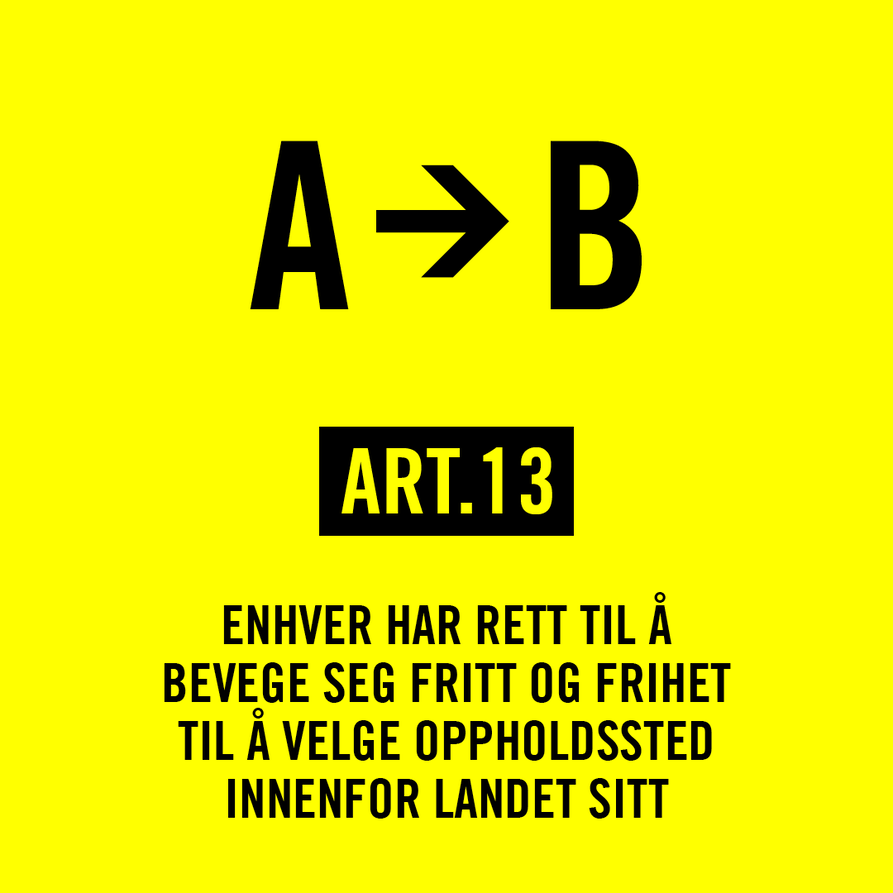 A → B
ART.13
ENHVER HAR RETT TIL Å
BEVEGE SEG FRITT OG FRIHET
TIL Å VELGE OPPHOLDSSTED
INNENFOR LANDET SITT